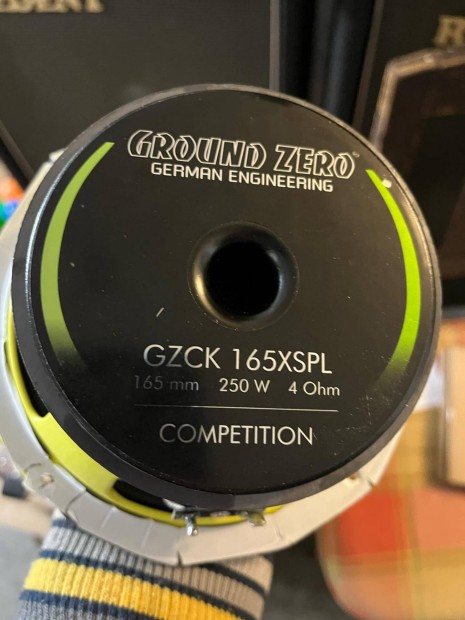 GROUND ZERO
GERMAN ENGINEERING
GZCK 165XSPL
165 mm 250 W 4 Ohm
COMPETITION